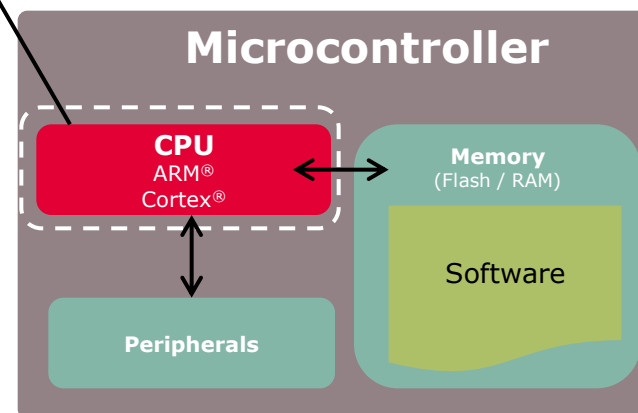 Microcontroller
CPU
ARM®
Cortex®
Memory
(Flash / RAM)
Software
Peripherals